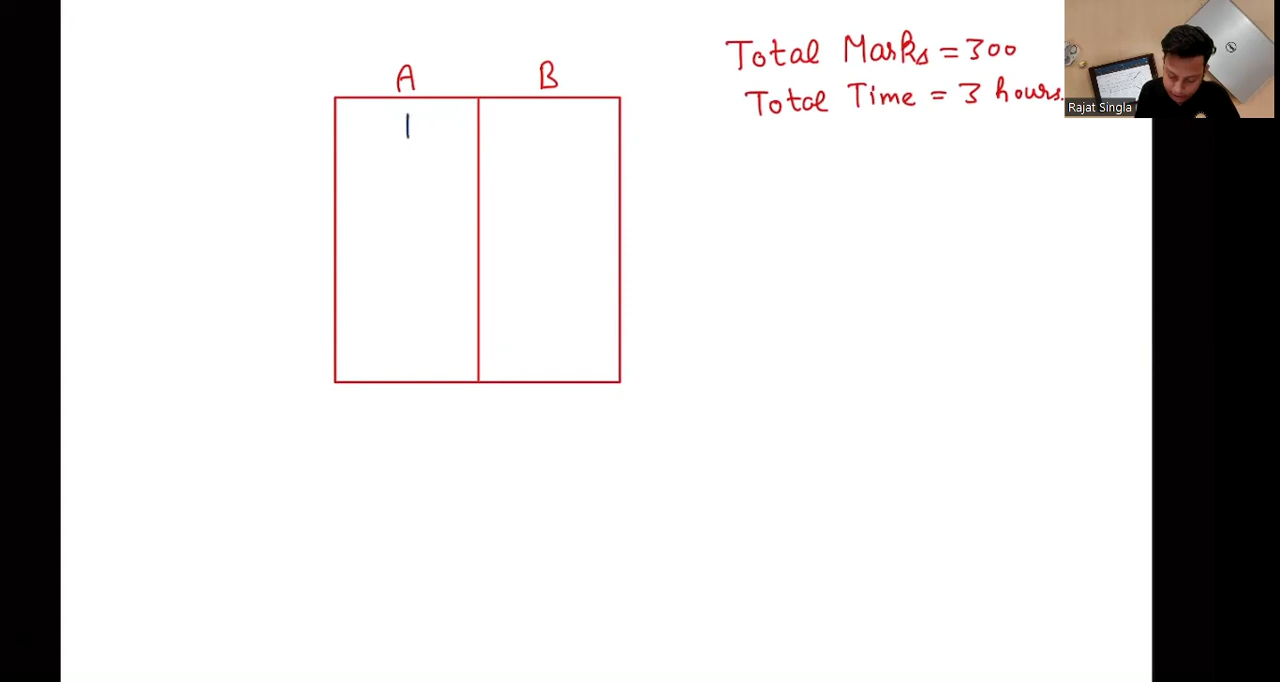 Total Marks = 300
Total Time = 3 hours.
A B
1
Rajat Singla